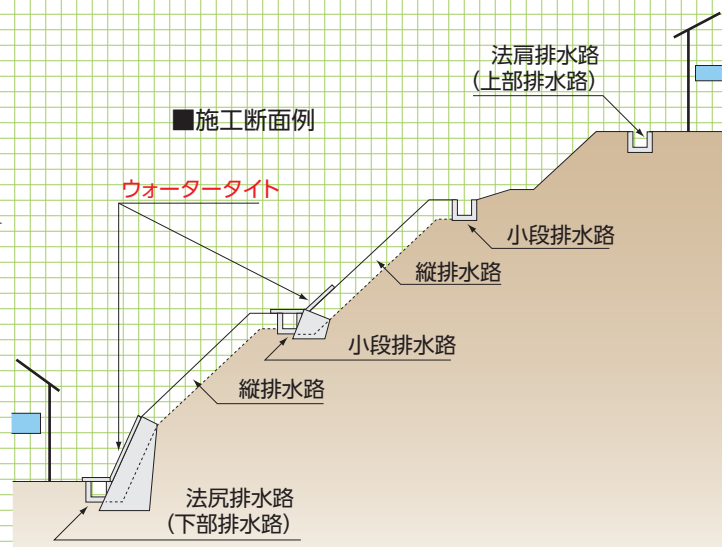 法肩排水路
(上部排水路)
■施工断面例
ウォータータイト
小段排水路
縦排水路
小段排水路
縦排水路
法尻排水路
(下部排水路)